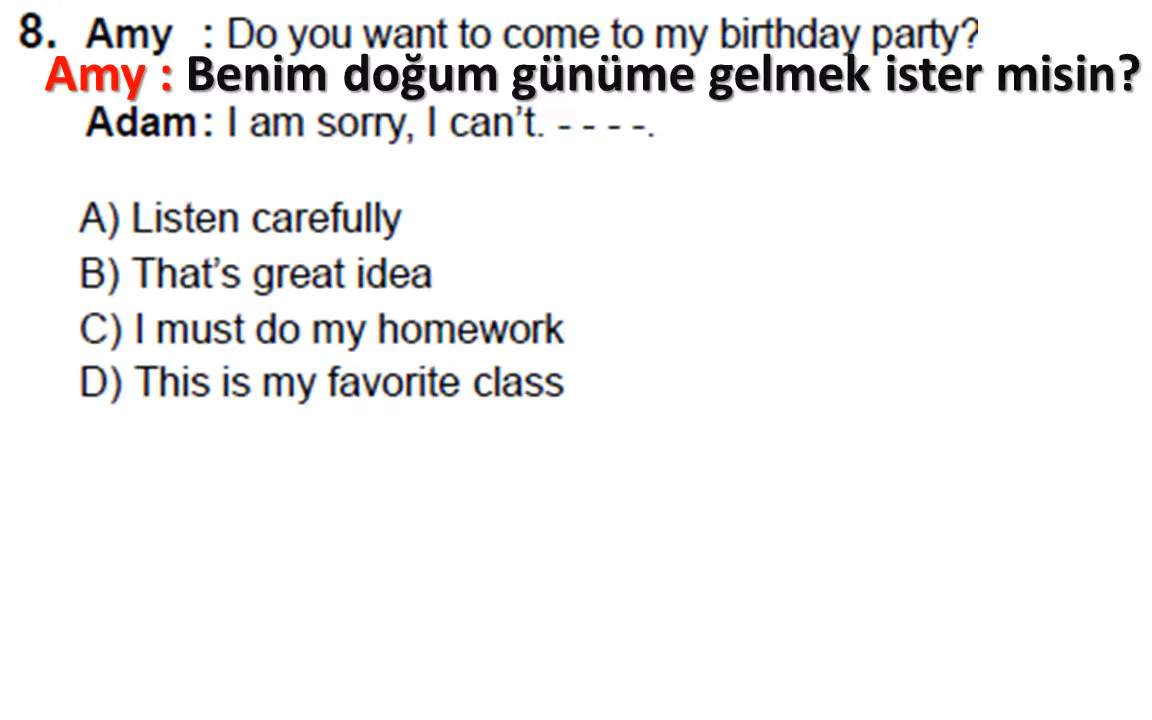 8. Amy : Do you want to come to my birthday party?
Amy : Benim doğum günüme gelmek ister misin?
Adam: I am sorry, I can't. - - - -.
A) Listen carefully
B) That's great idea
C) I must do my homework
D) This is my favorite class